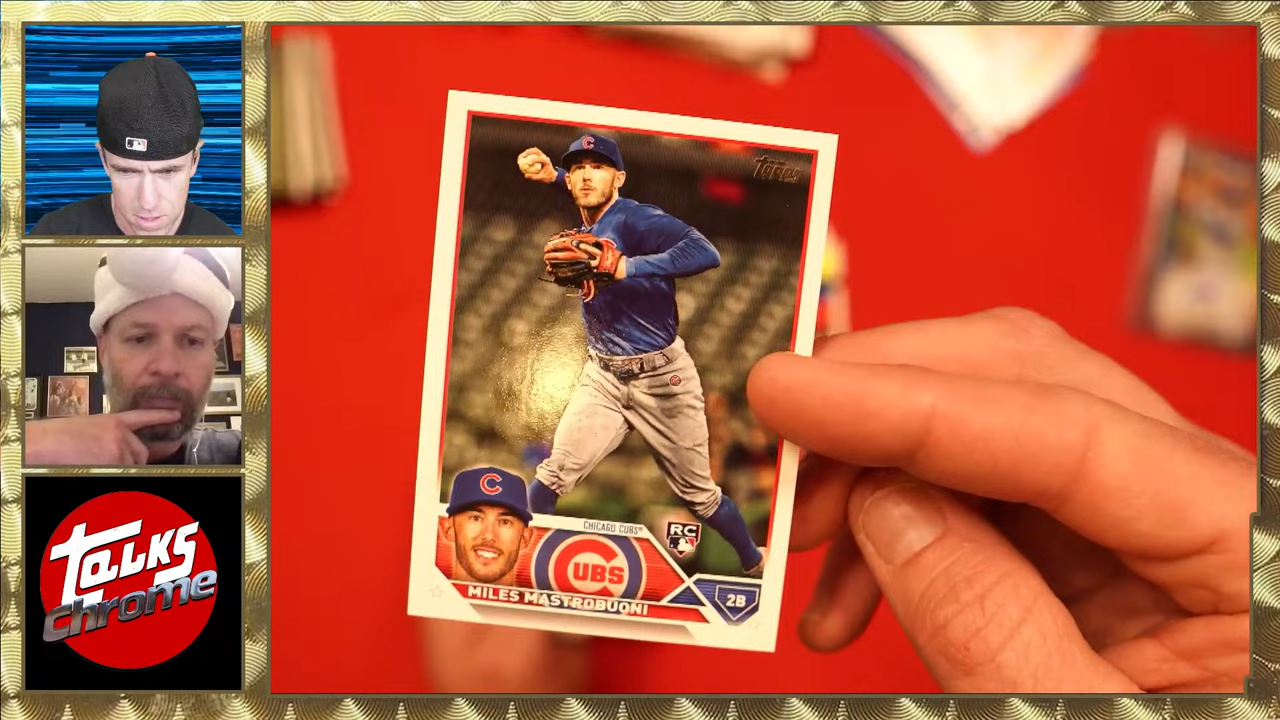 Topps
C
C
CHICAGO CUBS
RC
CUBS
2B
MILES MASTROBUONI
Talks
Chrome